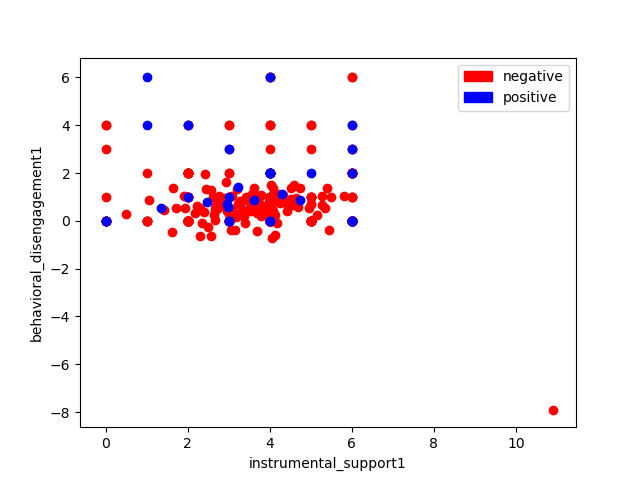 negative
positive
6
4
2
0
−2
−4
−6
−8
behavioral_disengagement1
0 2 4 6 8 10
instrumental_support1